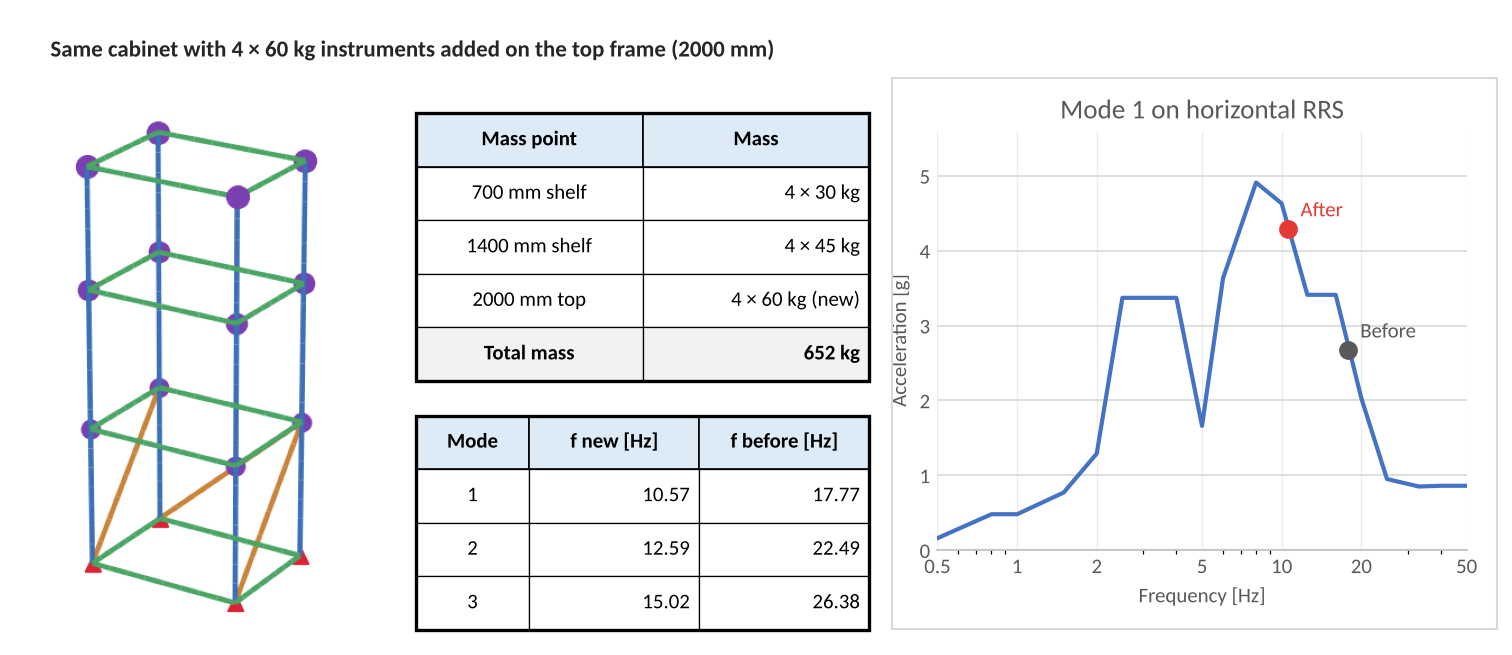 Same cabinet with 4 × 60 kg instruments added on the top frame (2000 mm)
Mass point Mass
700 mm shelf 4 × 30 kg
1400 mm shelf 4 × 45 kg
2000 mm top 4 × 60 kg (new)
Total mass 652 kg
Mode f new [Hz] f before [Hz]
1 10.57 17.77
2 12.59 22.49
3 15.02 26.38
Mode 1 on horizontal RRS
Acceleration [g]
5
4
3
2
1
0
After
Before
0.5 1 2 5 10 20 50
Frequency [Hz]